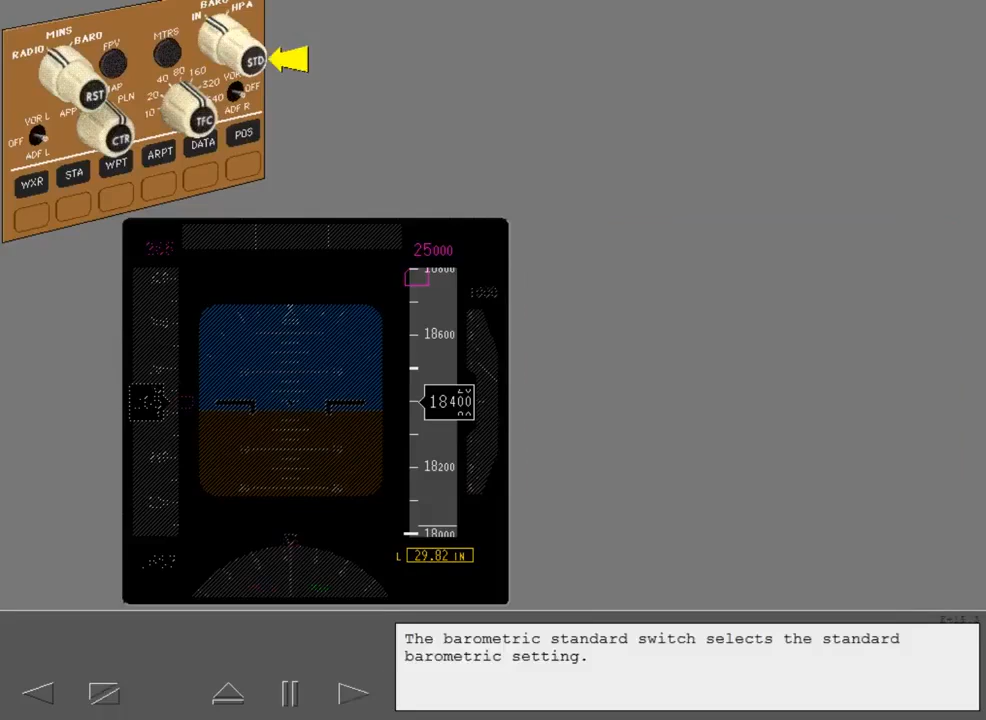 BARO
IN HPA
MINS
RADIO BARO
FPV
MTRS
STD
RST
PLN
APP
CTR
10 20 40 80 160 320 640
TFC
VOR L
OFF
ADF L
OFF
ADF R
WXR STA WPT ARPT DATA POS
25000
18600
18400
18200
18000
L 29.82 IN
The barometric standard switch selects the standard
barometric setting.